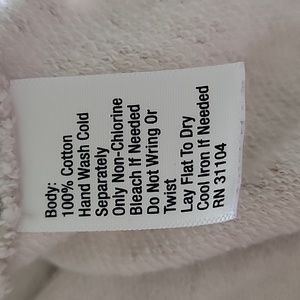 Body:
100% Cotton
Hand Wash Cold
Separately
Only Non-Chlorine
Bleach If Needed
Do Not Wring Or
Twist
Lay Flat To Dry
Cool Iron If Needed
RN 31104